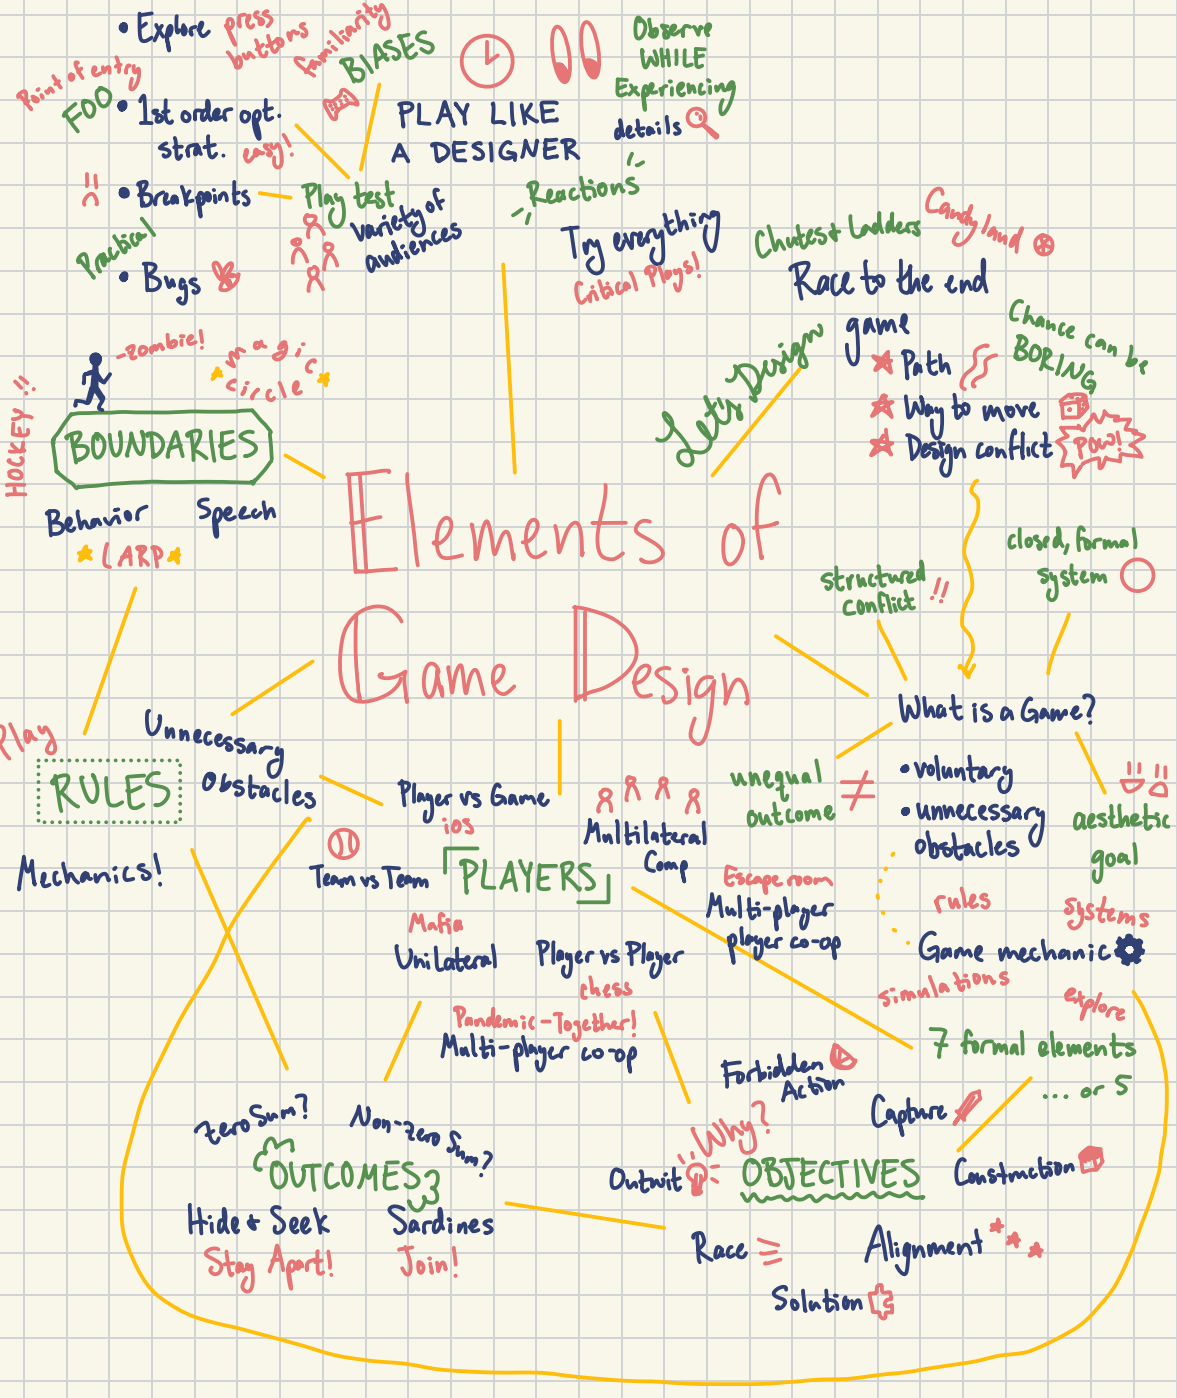 • Explore
press
buttons
familiarity
BIASES
Observe
WHILE
Experiencing
details
Point of entry
FOO
• 1st order opt.
strat.
easy!
PLAY LIKE
A DESIGNER
• Breakpoints
Play test
variety of
audiences
Reactions
Practical
• Bugs
Try everything
Critical Plays!
Chutes + Ladders
Candy land
Race to the end
game
Path
Way to move
Design conflict
POW!
Chance can be
BORING
Let's Design
-zombie!
magic
circle
HOCKEY!!
BOUNDARIES
Behavior
Speech
LARP
Elements of
Game Design
closed, formal
system
structured
conflict !!
What is a Game?
• voluntary
• unnecessary
obstacles
unequal
outcome ≠
aesthetic
goal
rules
systems
Game mechanic
simulations
explore
7 formal elements
... or 5
Play
RULES
Mechanics!
Unnecessary
Obstacles
Player vs Game
ios
Team vs Team
PLAYERS
Multilateral
Comp
Escape room
Multi-player
player co-op
Mafia
UniLateral
Player vs Player
chess
Pandemic-Together!
Multi-player co-op
Zero Sum?
Non-zero Sum?
OUTCOMES
Hide + Seek
Stay Apart!
Sardines
Join!
Forbidden
Action
Capture
Why?
Outwit
OBJECTIVES
Construction
Race
Alignment
Solution